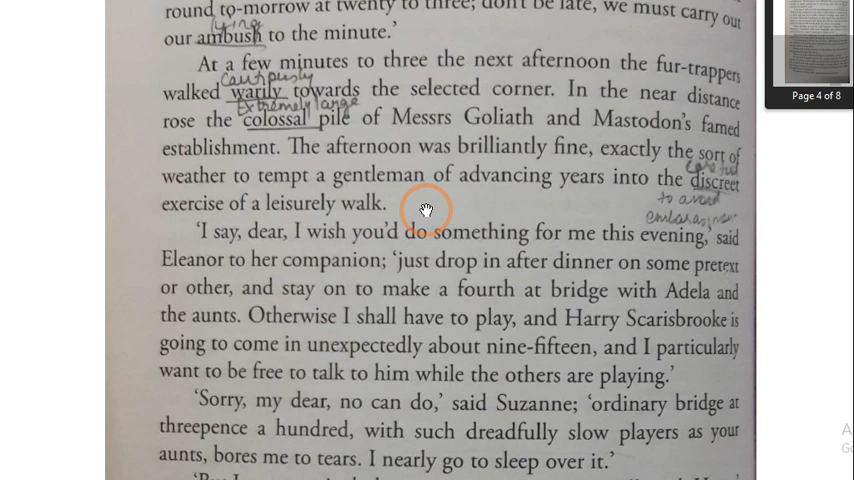 round to-morrow at twenty to three; don't be late, we must carry out
lying
our ambush to the minute.'
At a few minutes to three the next afternoon the fur-trappers
Cautiously
walked warily towards the selected corner. In the near distance
Extremely large
rose the colossal pile of Messrs Goliath and Mastodon's famed
establishment. The afternoon was brilliantly fine, exactly the sort of
careful
weather to tempt a gentleman of advancing years into the discreet
to avoid
exercise of a leisurely walk.
'I say, dear, I wish you'd do something for me this evening,' said
Eleanor to her companion; 'just drop in after dinner on some pretext
or other, and stay on to make a fourth at bridge with Adela and
the aunts. Otherwise I shall have to play, and Harry Scarisbrooke is
going to come in unexpectedly about nine-fifteen, and I particularly
want to be free to talk to him while the others are playing.'
'Sorry, my dear, no can do,' said Suzanne; 'ordinary bridge at
threepence a hundred, with such dreadfully slow players as your
aunts, bores me to tears. I nearly go to sleep over it.'
Page 4 of 8